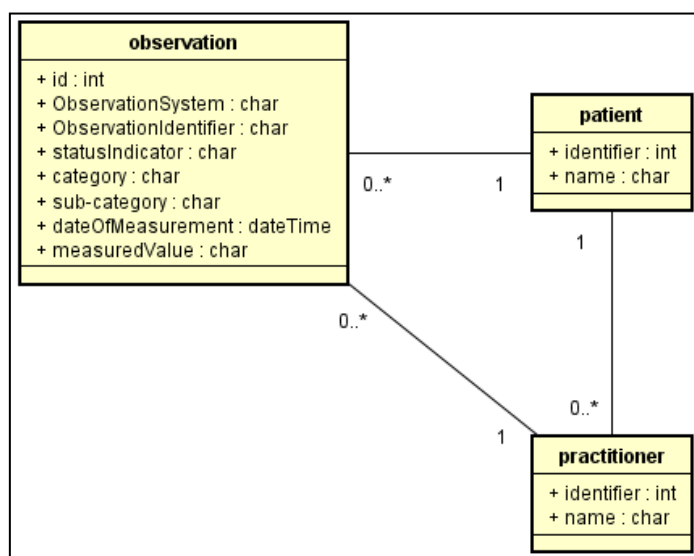 observation
+ id : int
+ ObservationSystem : char
+ ObservationIdentifier : char
+ statusIndicator : char
+ category : char
+ sub-category : char
+ dateOfMeasurement : dateTime
+ measuredValue : char
patient
+ identifier : int
+ name : char
0..*
1
1
0..*
0..*
1
practitioner
+ identifier : int
+ name : char